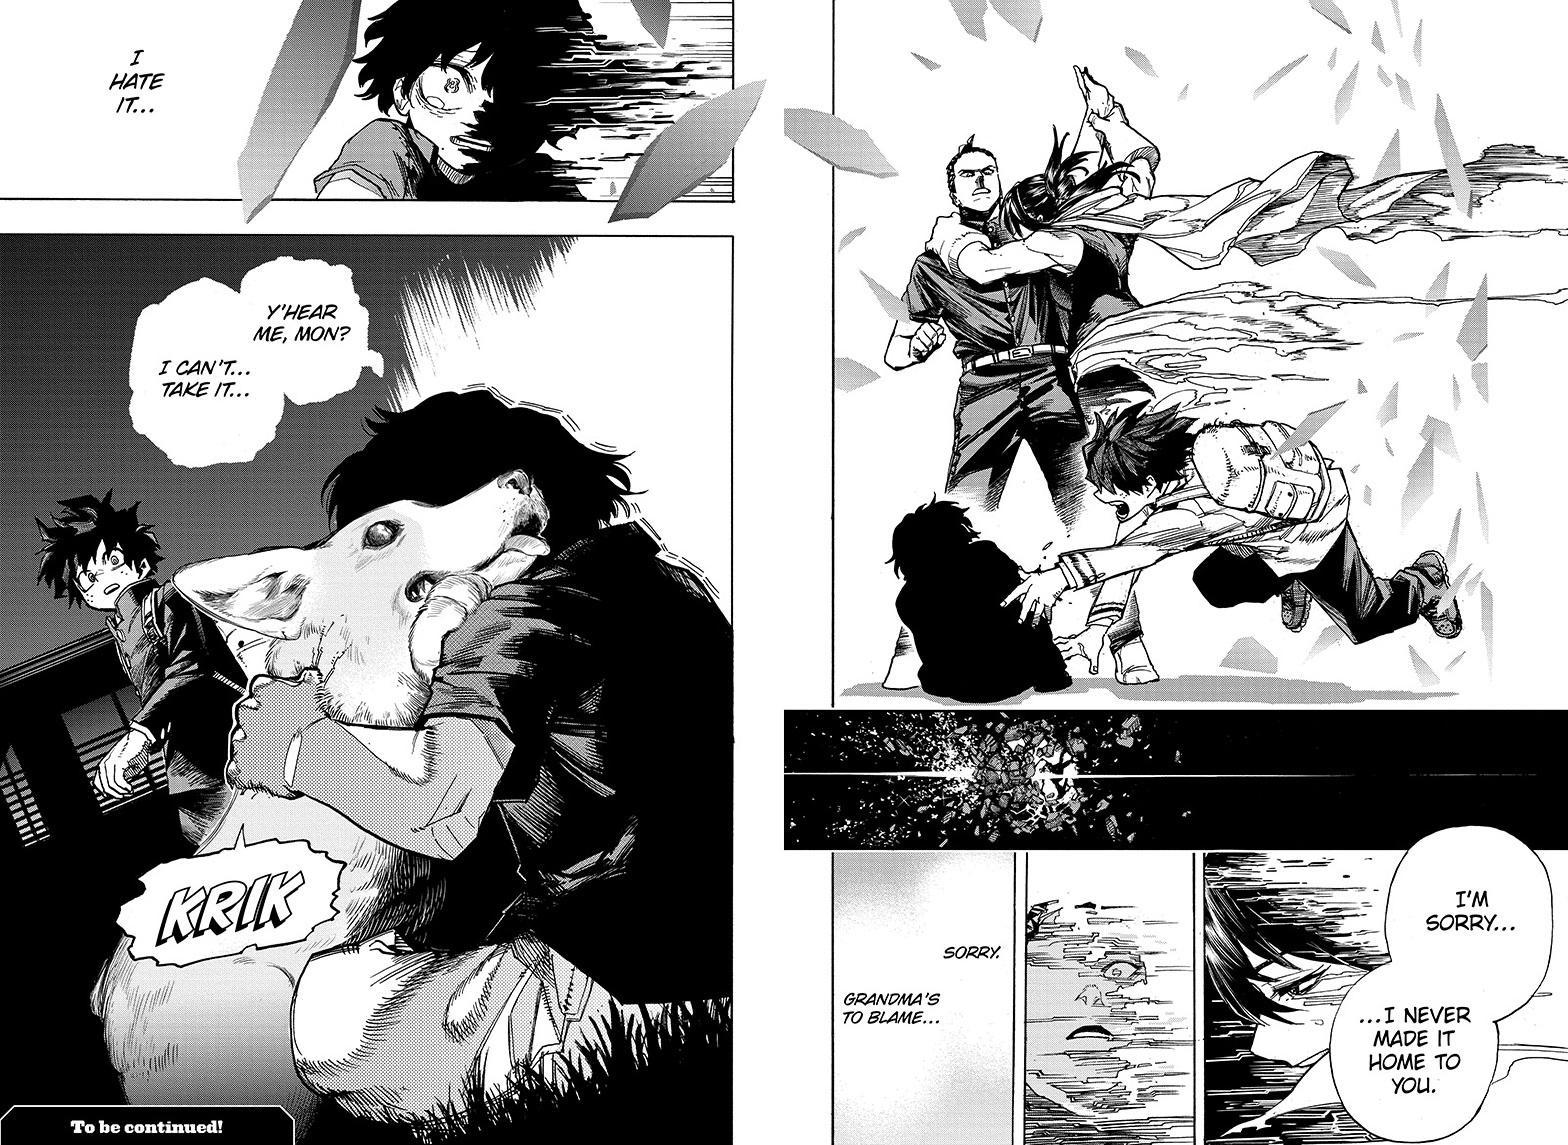 I'M
SORRY...
...I NEVER
MADE IT
HOME TO
YOU.
SORRY.
GRANDMA'S
TO BLAME...
I
HATE
IT...
Y'HEAR
ME, MON?
I CAN'T...
TAKE IT...
KRIK
To be continued!